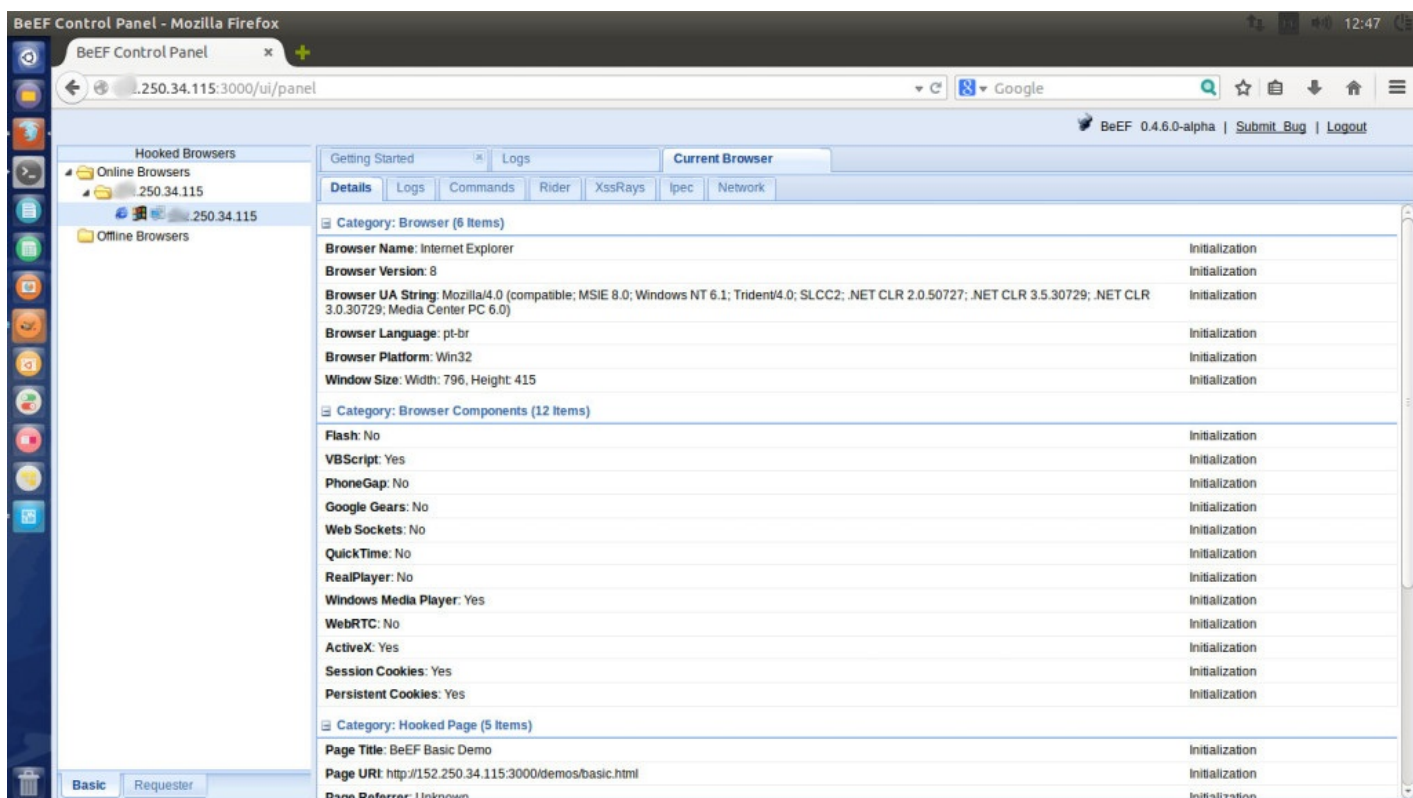 BeEF Control Panel - Mozilla Firefox
12:47
BeEF Control Panel
.250.34.115:3000/ui/panel
Google
BeEF 0.4.6.0-alpha | Submit Bug | Logout
Hooked Browsers
Online Browsers
.250.34.115
.250.34.115
Offline Browsers
Basic
Requester
Getting Started
Logs
Current Browser
Details
Logs
Commands
Rider
XssRays
Ipec
Network
Category: Browser (6 Items)
Browser Name: Internet Explorer Initialization
Browser Version: 8 Initialization
Browser UA String: Mozilla/4.0 (compatible; MSIE 8.0; Windows NT 6.1; Trident/4.0; SLCC2; .NET CLR 2.0.50727; .NET CLR 3.5.30729; .NET CLR Initialization
3.0.30729; Media Center PC 6.0)
Browser Language: pt-br Initialization
Browser Platform: Win32 Initialization
Window Size: Width: 796, Height: 415 Initialization
Category: Browser Components (12 Items)
Flash: No Initialization
VBScript: Yes Initialization
PhoneGap: No Initialization
Google Gears: No Initialization
Web Sockets: No Initialization
QuickTime: No Initialization
RealPlayer: No Initialization
Windows Media Player: Yes Initialization
WebRTC: No Initialization
ActiveX: Yes Initialization
Session Cookies: Yes Initialization
Persistent Cookies: Yes Initialization
Category: Hooked Page (5 Items)
Page Title: BeEF Basic Demo Initialization
Page URI: http://152.250.34.115:3000/demos/basic.html Initialization
Page Referrer: Unknown Initialization